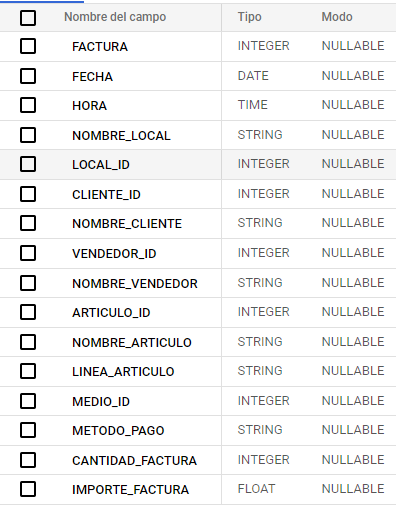 Nombre del campo Tipo Modo
FACTURA INTEGER NULLABLE
FECHA DATE NULLABLE
HORA TIME NULLABLE
NOMBRE_LOCAL STRING NULLABLE
LOCAL_ID INTEGER NULLABLE
CLIENTE_ID INTEGER NULLABLE
NOMBRE_CLIENTE STRING NULLABLE
VENDEDOR_ID INTEGER NULLABLE
NOMBRE_VENDEDOR STRING NULLABLE
ARTICULO_ID INTEGER NULLABLE
NOMBRE_ARTICULO STRING NULLABLE
LINEA_ARTICULO STRING NULLABLE
MEDIO_ID INTEGER NULLABLE
METODO_PAGO STRING NULLABLE
CANTIDAD_FACTURA INTEGER NULLABLE
IMPORTE_FACTURA FLOAT NULLABLE